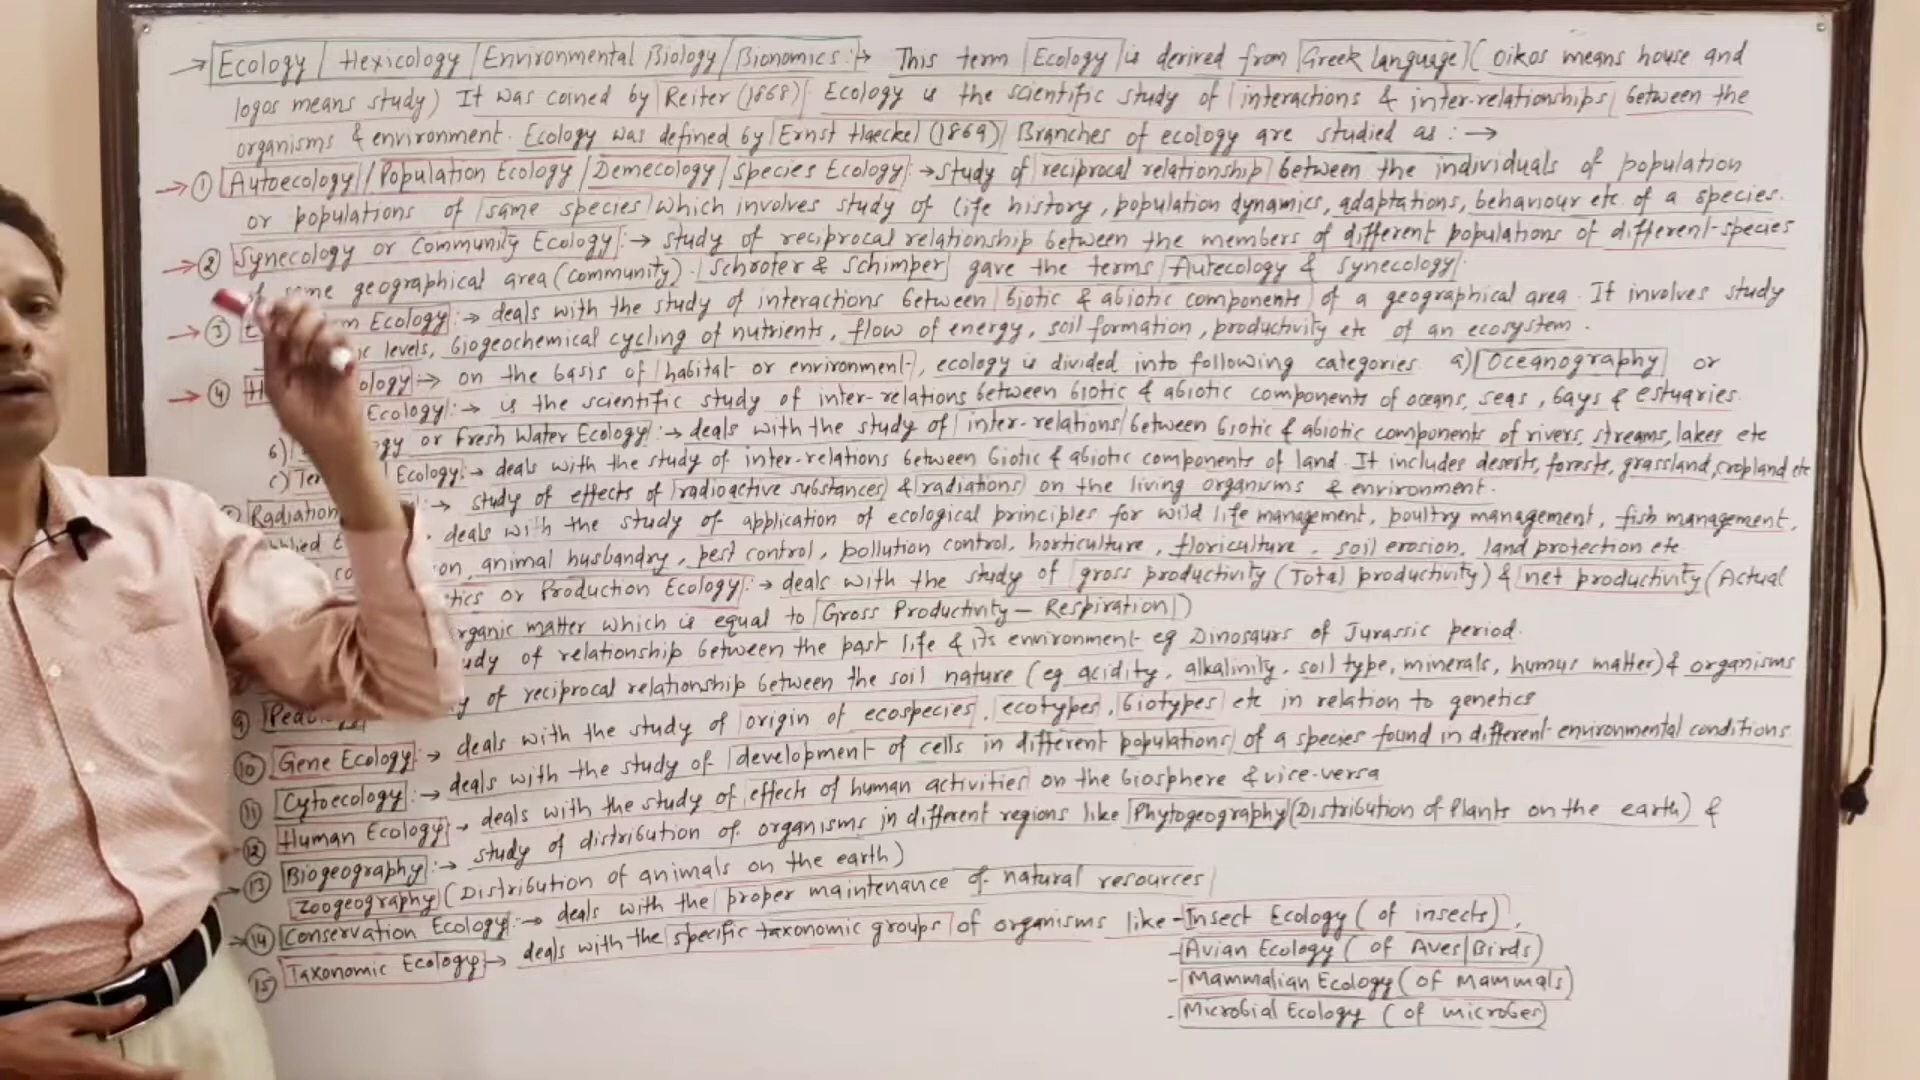 → Ecology / Hexicology / Environmental Biology / Bionomics :→ This term Ecology is derived from Greek language ( oikos means house and
logos means study) It was coined by Reiter (1868) Ecology is the scientific study of interactions & inter-relationships between the
organisms & environment. Ecology was defined by Ernst Haeckel (1869) Branches of ecology are studied as :→
→ ① Autoecology / Population Ecology / Demecology / Species Ecology :→ study of reciprocal relationship between the individuals of population
or populations of same species which involves study of life history, population dynamics, adaptations, behaviour etc. of a species.
→ ② Synecology or Community Ecology :→ study of reciprocal relationship between the members of different populations of different species
of same geographical area (community). Schroter & Schimper gave the terms Autecology & Synecology.
→ ③ Ecology :→ deals with the study of interactions between biotic & abiotic components of a geographical area. It involves study
levels, biogeochemical cycling of nutrients, flow of energy, soil formation, productivity etc of an ecosystem.
→ ④ :→ on the basis of habitat or environment, ecology is divided into following categories a) Oceanography or
Ecology :→ is the scientific study of inter-relations between biotic & abiotic components of oceans, seas, bays & estuaries.
b) or Fresh Water Ecology :→ deals with the study of inter-relations between biotic & abiotic components of rivers, streams, lakes etc
c) Ecology :→ deals with the study of inter-relations between biotic & abiotic components of land. It includes deserts, forests, grassland, cropland etc
Radiation :→ study of effects of radioactive substances & radiations on the living organisms & environment.
deals with the study of application of ecological principles for wild life management, poultry management, fish management,
animal husbandry, pest control, pollution control, horticulture, floriculture, soil erosion, land protection etc
or Production Ecology :→ deals with the study of gross productivity (Total productivity) & net productivity (Actual
organic matter which is equal to Gross Productivity – Respiration)
study of relationship between the past life & its environment eg Dinosaurs of Jurassic period.
⑨ of reciprocal relationship between the soil nature (eg acidity, alkalinity, soil type, minerals, humus matter) & organisms
⑩ Gene Ecology :→ deals with the study of origin of ecospecies, ecotypes, biotypes etc in relation to genetics
⑪ Cytoecology :→ deals with the study of development of cells in different populations of a species found in different environmental conditions
⑫ Human Ecology → deals with the study of effects of human activities on the biosphere & vice-versa
→ ⑬ Biogeography :→ study of distribution of organisms in different regions like Phytogeography (Distribution of Plants on the earth) &
Zoogeography (Distribution of animals on the earth)
→ ⑭ Conservation Ecology :→ deals with the proper maintenance of natural resources
⑮ Taxonomic Ecology → deals with the specific taxonomic groups of organisms like - Insect Ecology ( of insects),
- Avian Ecology ( of Aves/Birds)
- Mammalian Ecology ( of Mammals)
- Microbial Ecology ( of microbes)